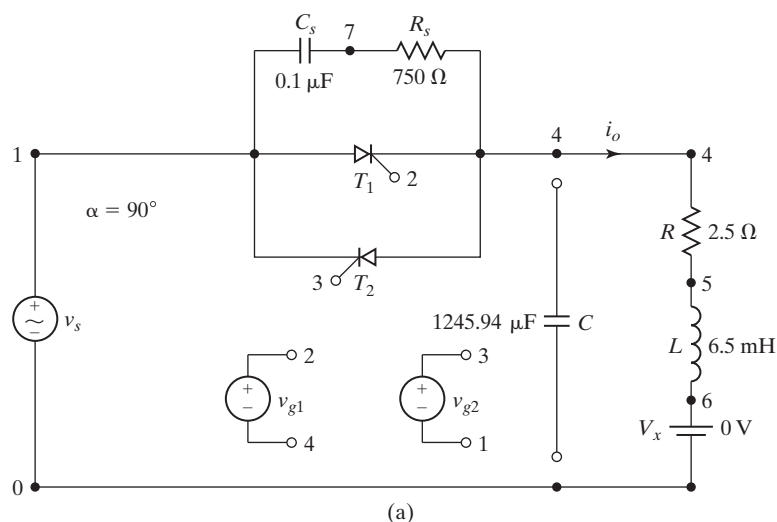 C_s
7
R_s
0.1 μF
750 Ω
1
4
i_o
4
T_1
2
α = 90°
R
2.5 Ω
T_2
3
5
+
~
−
v_s
1245.94 μF
C
L
6.5 mH
2
3
+
−
v_g1
+
−
v_g2
6
4
1
V_x
0 V
0
(a)